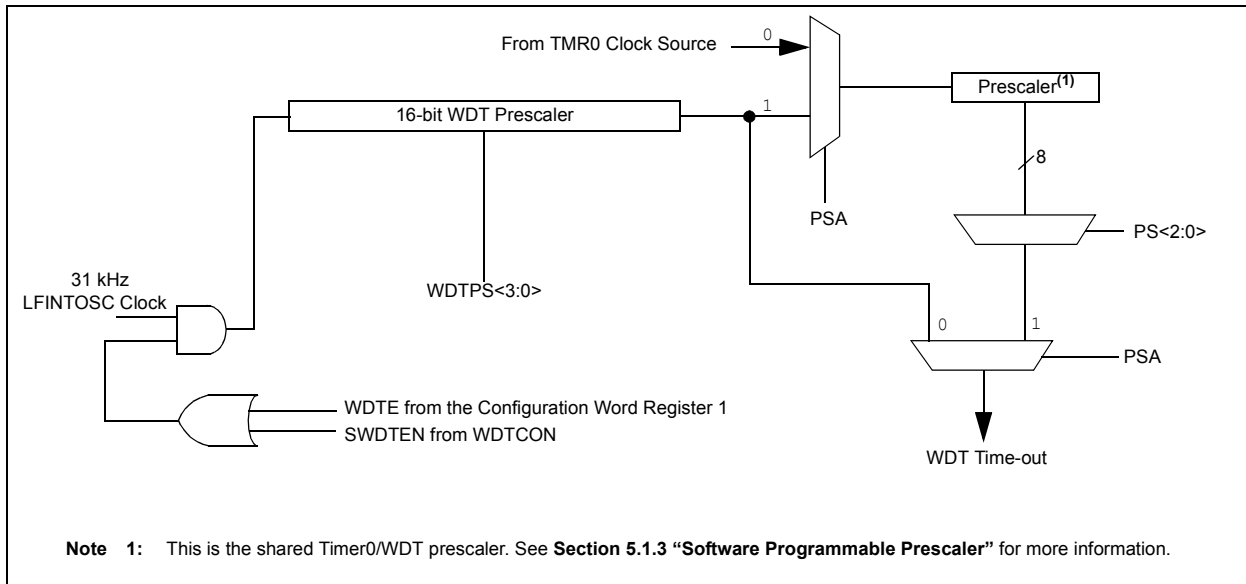 From TMR0 Clock Source
0
Prescaler(1)
16-bit WDT Prescaler
1
8
PSA
PS<2:0>
31 kHz
LFINTOSC Clock
WDTPS<3:0>
0
1
PSA
WDTE from the Configuration Word Register 1
SWDTEN from WDTCON
WDT Time-out
Note 1: This is the shared Timer0/WDT prescaler. See Section 5.1.3 “Software Programmable Prescaler” for more information.